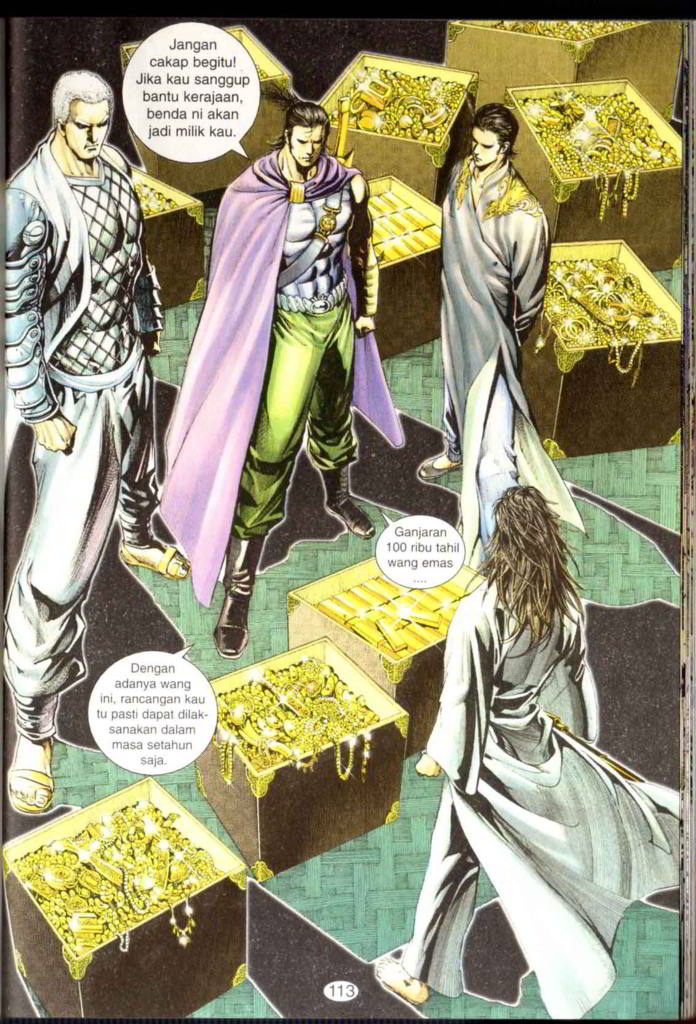 Jangan
cakap begitu!
Jika kau sanggup
bantu kerajaan,
benda ni akan
jadi milik kau.
Ganjaran
100 ribu tahil
wang emas
....
Dengan
adanya wang
ini, rancangan kau
tu pasti dapat dilak-
sanakan dalam
masa setahun
saja.
113